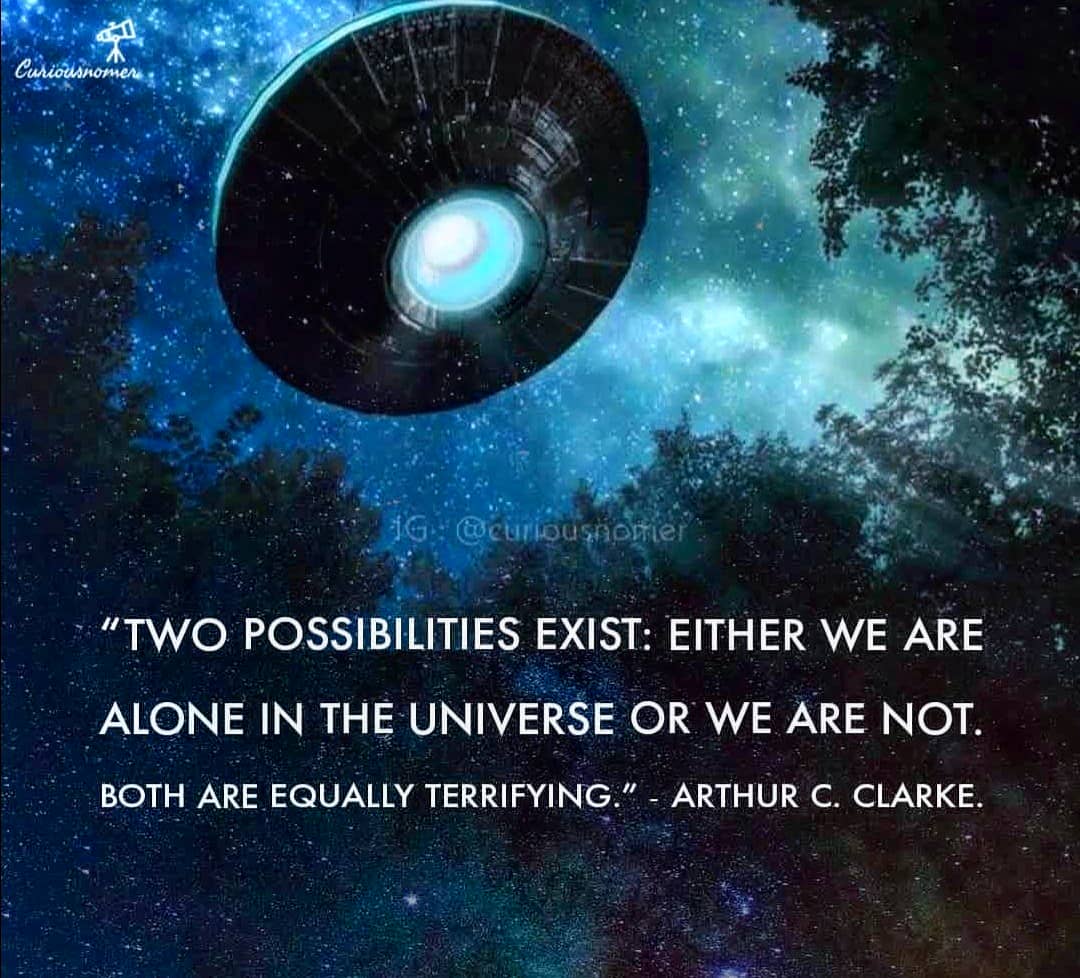 Curiousnomer
IG: @curiousnomer
“TWO POSSIBILITIES EXIST: EITHER WE ARE
ALONE IN THE UNIVERSE OR WE ARE NOT.
BOTH ARE EQUALLY TERRIFYING.” - ARTHUR C. CLARKE.